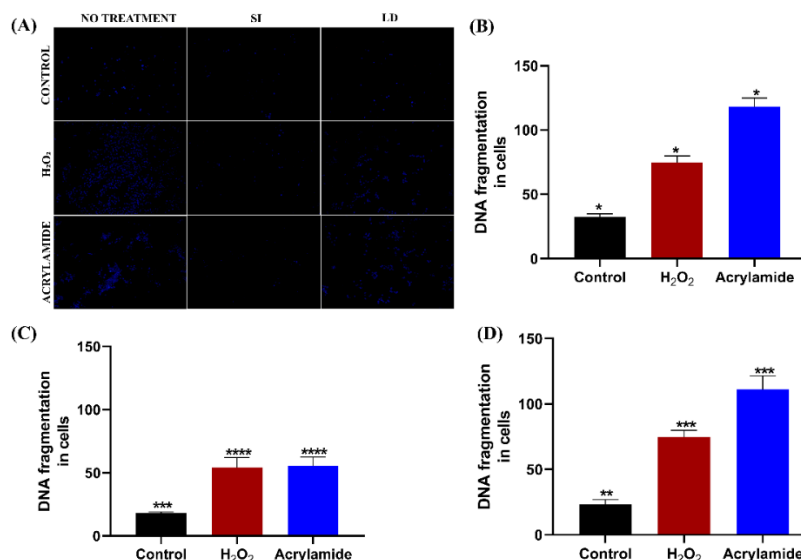 (A)
NO TREATMENT SI LD
CONTROL
H₂O₂
ACRYLAMIDE
(B)
DNA fragmentation
in cells
150
100
50
0
*
*
*
Control H₂O₂ Acrylamide
(C)
DNA fragmentation
in cells
150
100
50
0
***
****
****
Control H₂O₂ Acrylamide
(D)
DNA fragmentation
in cells
150
100
50
0
**
***
***
Control H₂O₂ Acrylamide